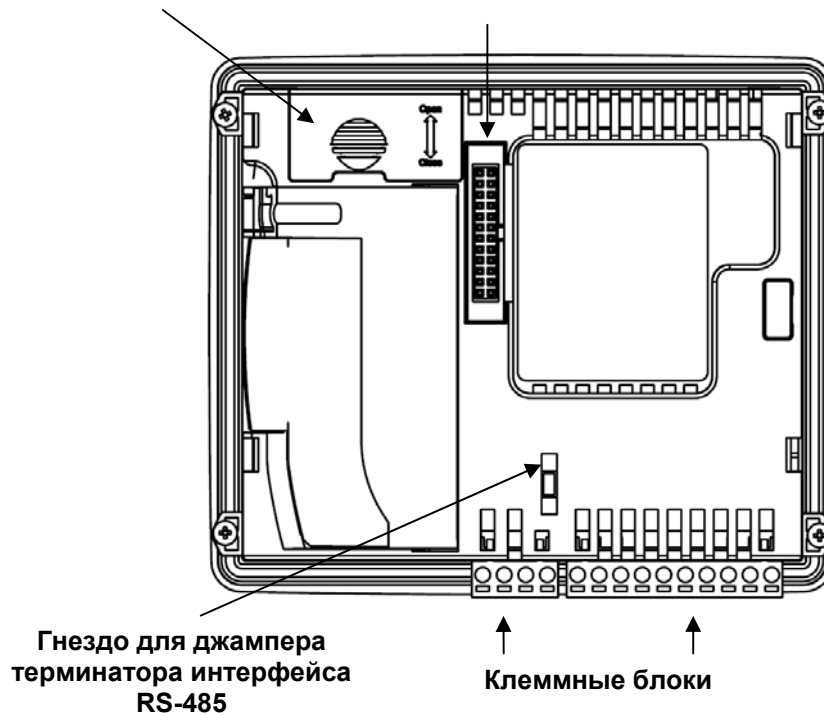 Open
Close
Гнездо для джампера
терминатора интерфейса
RS-485
Клеммные блоки